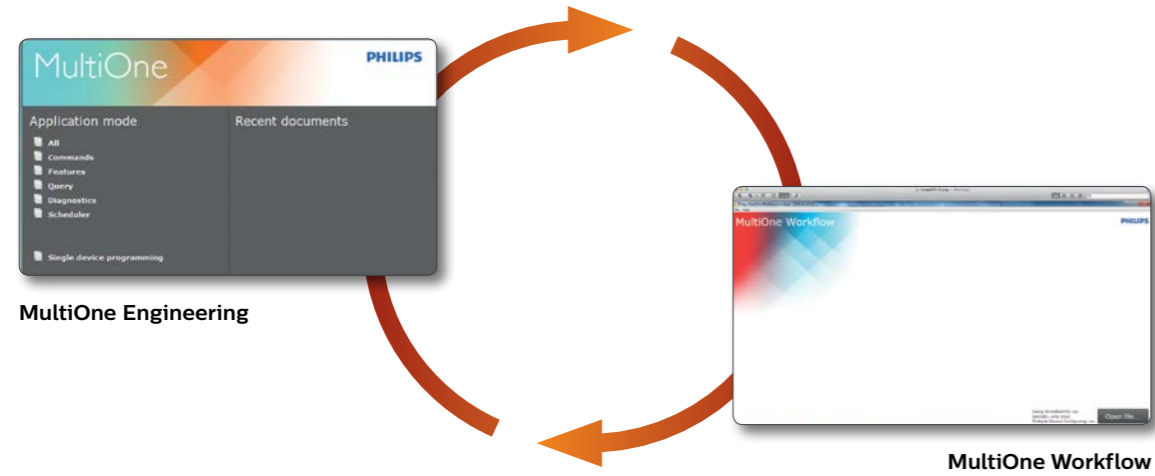 MultiOne
PHILIPS
Application mode
Recent documents
All
Commands
Features
Query
Diagnostics
Scheduler
Single device programming
MultiOne Engineering
MultiOne Workflow
PHILIPS
Open file...
MultiOne Workflow